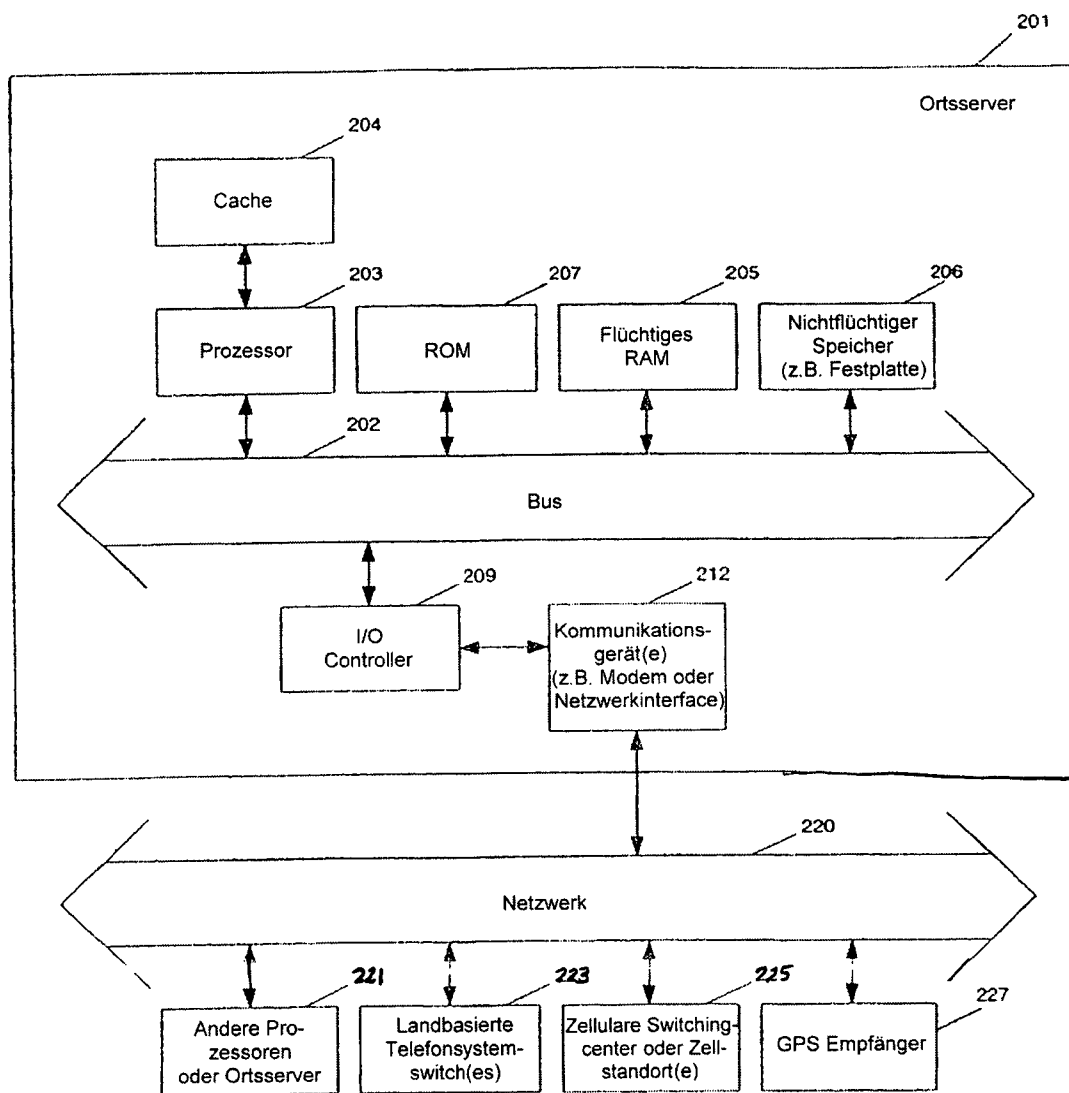 201
Ortsserver
204
Cache
203
207
205
206
Prozessor
ROM
Flüchtiges
RAM
Nichtflüchtiger
Speicher
(z.B. Festplatte)
202
Bus
209
212
I/O
Controller
Kommunikations-
gerät(e)
(z.B. Modem oder
Netzwerkinterface)
220
Netzwerk
221
223
225
227
Andere Pro-
zessoren
oder Ortsserver
Landbasierte
Telefonsystem-
switch(es)
Zellulare Switching-
center oder Zell-
standort(e)
GPS Empfänger